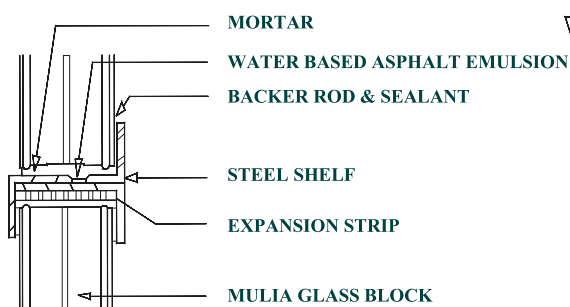 MORTAR
WATER BASED ASPHALT EMULSION
BACKER ROD & SEALANT
STEEL SHELF
EXPANSION STRIP
MULIA GLASS BLOCK